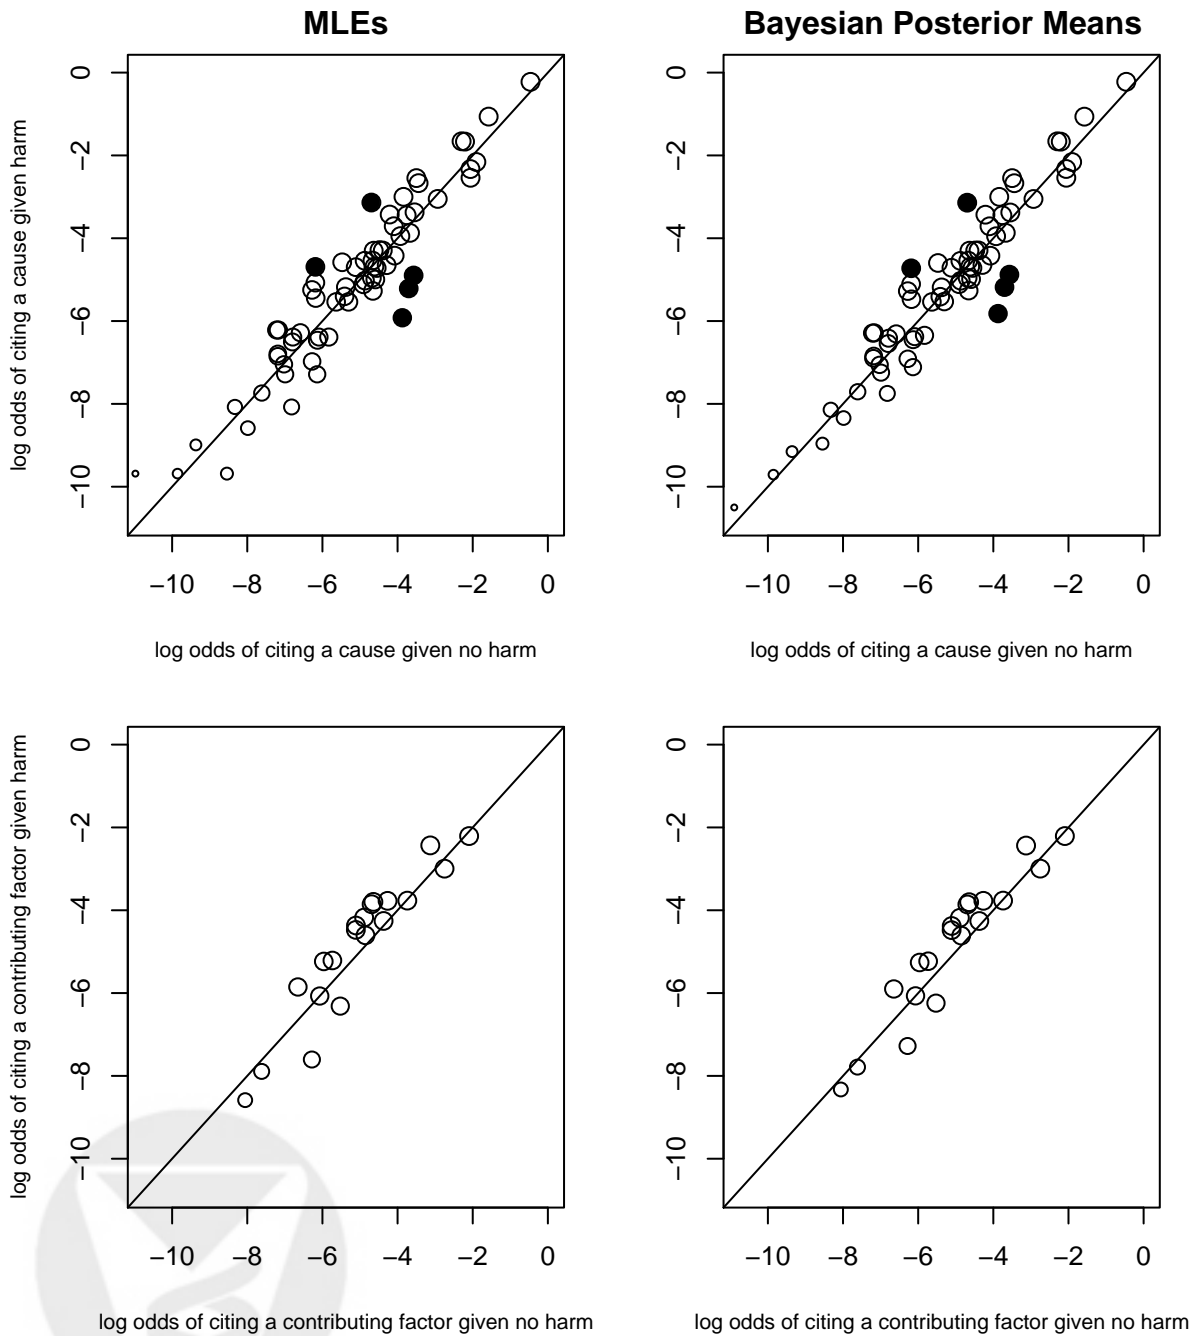 MLEs
Bayesian Posterior Means
log odds of citing a cause given harm
0
−2
−4
−6
−8
−10
−10 −8 −6 −4 −2 0
log odds of citing a cause given no harm
0
−2
−4
−6
−8
−10
−10 −8 −6 −4 −2 0
log odds of citing a cause given no harm
log odds of citing a contributing factor given harm
0
−2
−4
−6
−8
−10
−10 −8 −6 −4 −2 0
log odds of citing a contributing factor given no harm
0
−2
−4
−6
−8
−10
−10 −8 −6 −4 −2 0
log odds of citing a contributing factor given no harm